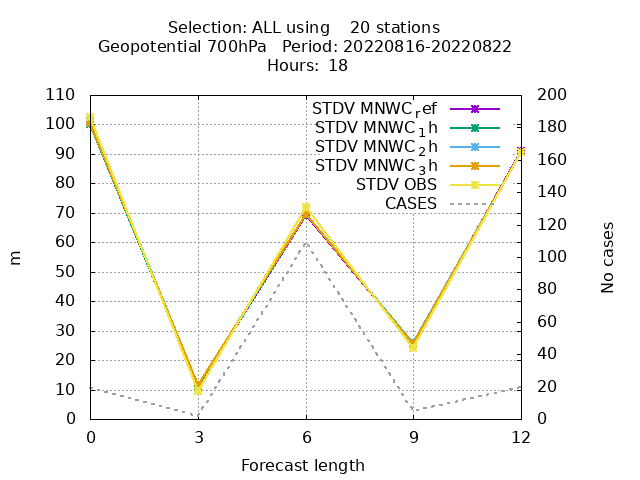 Selection: ALL using    20 stations
Geopotential 700hPa   Period: 20220816-20220822
Hours: 18
110 200
100 180
90 160
80 140
70 120
60 100
50 80
40 60
30 40
20 20
10 0
0
STDV MNWC_ref
STDV MNWC_1h
STDV MNWC_2h
STDV MNWC_3h
STDV OBS
CASES
m
No cases
0 3 6 9 12
Forecast length